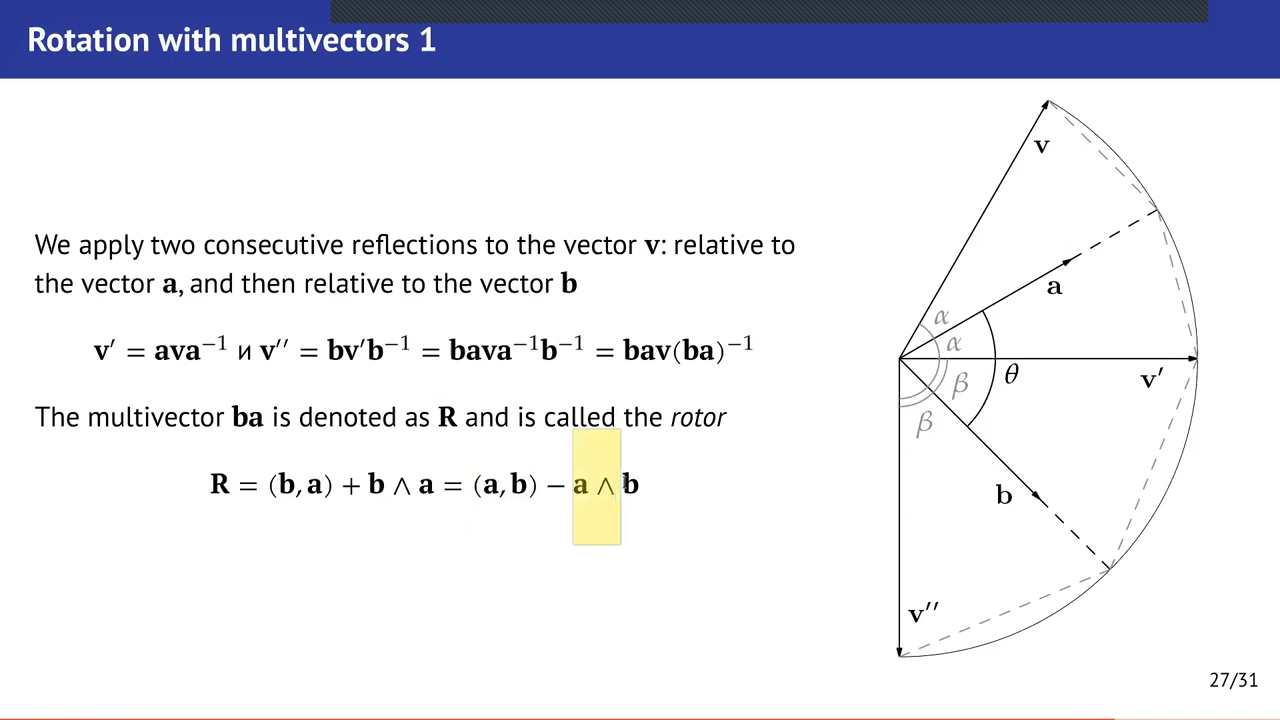 Rotation with multivectors 1
We apply two consecutive reflections to the vector v: relative to
the vector a, and then relative to the vector b
v′ = ava⁻¹ и v′′ = bv′b⁻¹ = bava⁻¹b⁻¹ = bav(ba)⁻¹
The multivector ba is denoted as R and is called the rotor
R = (b, a) + b ∧ a = (a, b) − a ∧ b
v
a
α
α
θ
v′
β
β
b
v′′
27/31